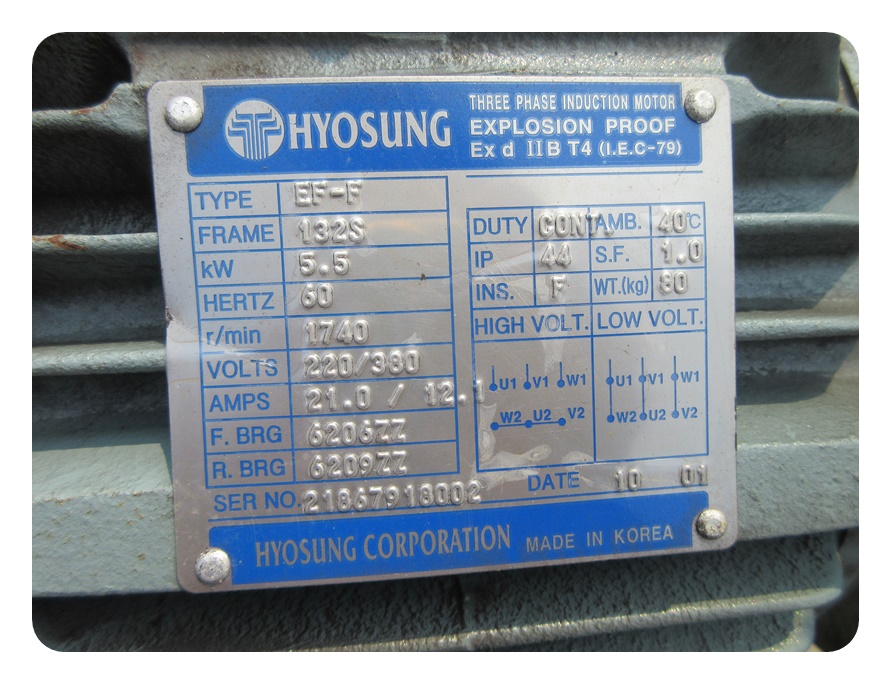 HYOSUNG
THREE PHASE INDUCTION MOTOR
EXPLOSION PROOF
Ex d IIB T4 (I.E.C-79)
TYPE EF-F
FRAME 132S
kW 5.5
HERTZ 60
r/min 1740
VOLTS 220/380
AMPS 21.0 / 12.1
F. BRG 6206ZZ
R. BRG 6209ZZ
SER NO. 21867918002
DUTY CONT. AMB. 40°C
IP 44 S.F. 1.0
INS. F WT.(kg) 80
HIGH VOLT. LOW VOLT.
U1 V1 W1 U1 V1 W1
W2 U2 V2 W2 U2 V2
DATE 10 01
HYOSUNG CORPORATION MADE IN KOREA